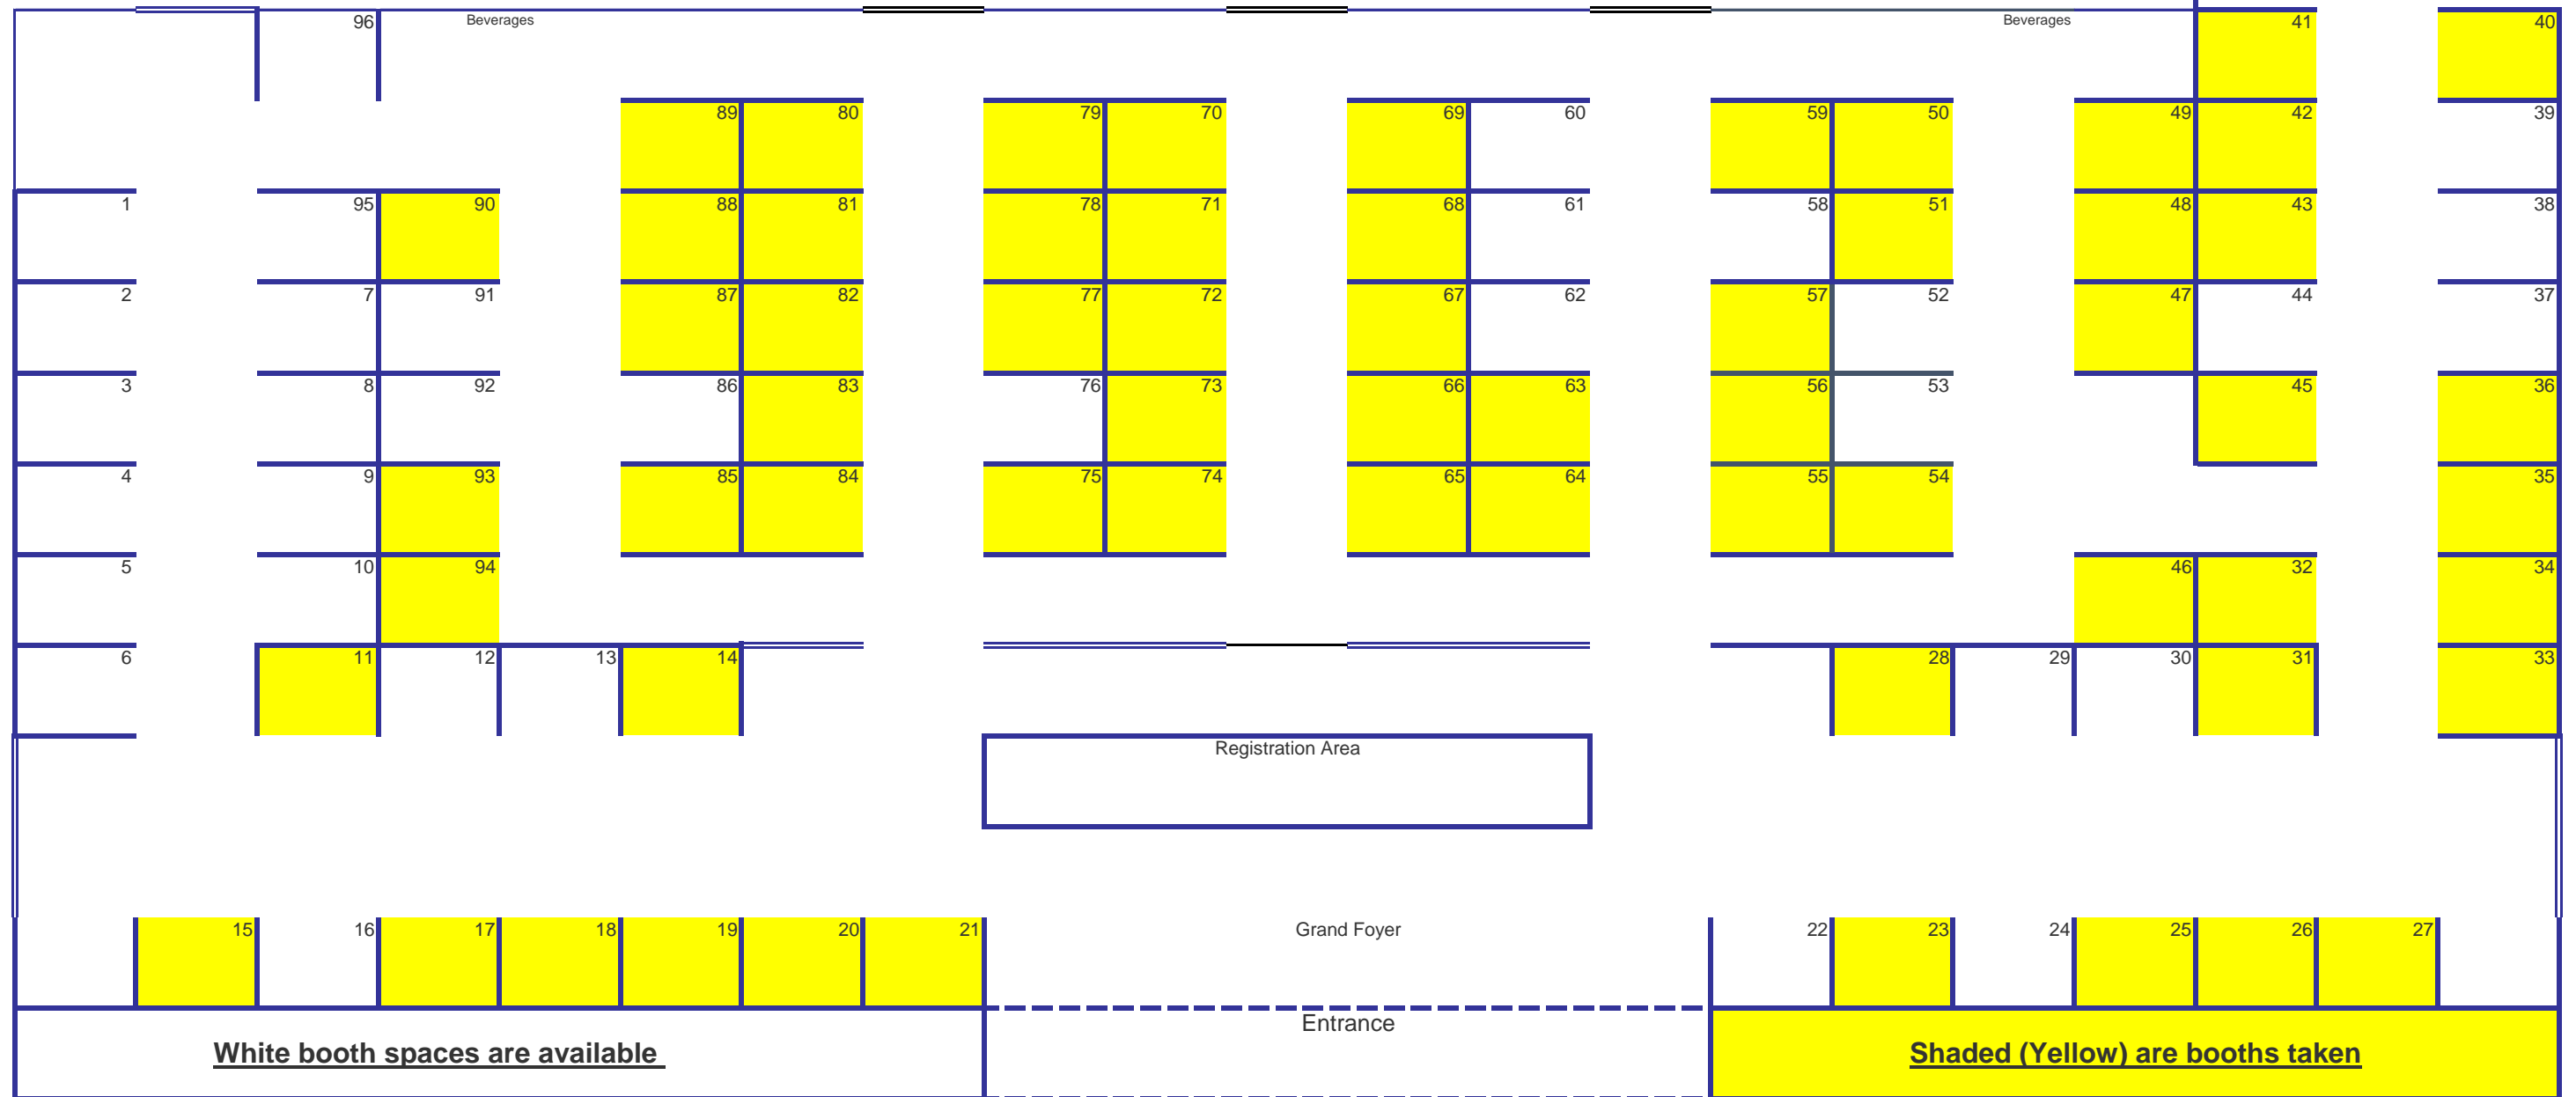 96 Beverages Beverages 41 40
89 80 79 70 69 60 59 50 49 42 39
1 95 90 88 81 78 71 68 61 58 51 48 43 38
2 7 91 87 82 77 72 67 62 57 52 47 44 37
3 8 92 86 83 76 73 66 63 56 53 45 36
4 9 93 85 84 75 74 65 64 55 54 35
5 10 94 46 32 34
6 11 12 13 14 28 29 30 31 33
Registration Area
15 16 17 18 19 20 21 Grand Foyer 22 23 24 25 26 27
Entrance
White booth spaces are available Shaded (Yellow) are booths taken